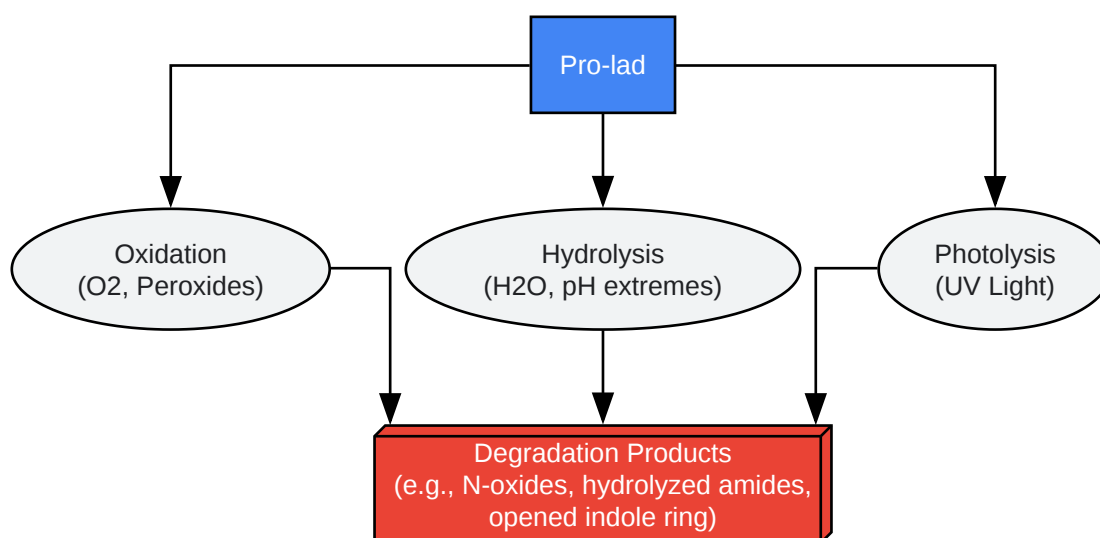 Pro-lad
Oxidation
(O2, Peroxides)
Hydrolysis
(H2O, pH extremes)
Photolysis
(UV Light)
Degradation Products
(e.g., N-oxides, hydrolyzed amides,
opened indole ring)